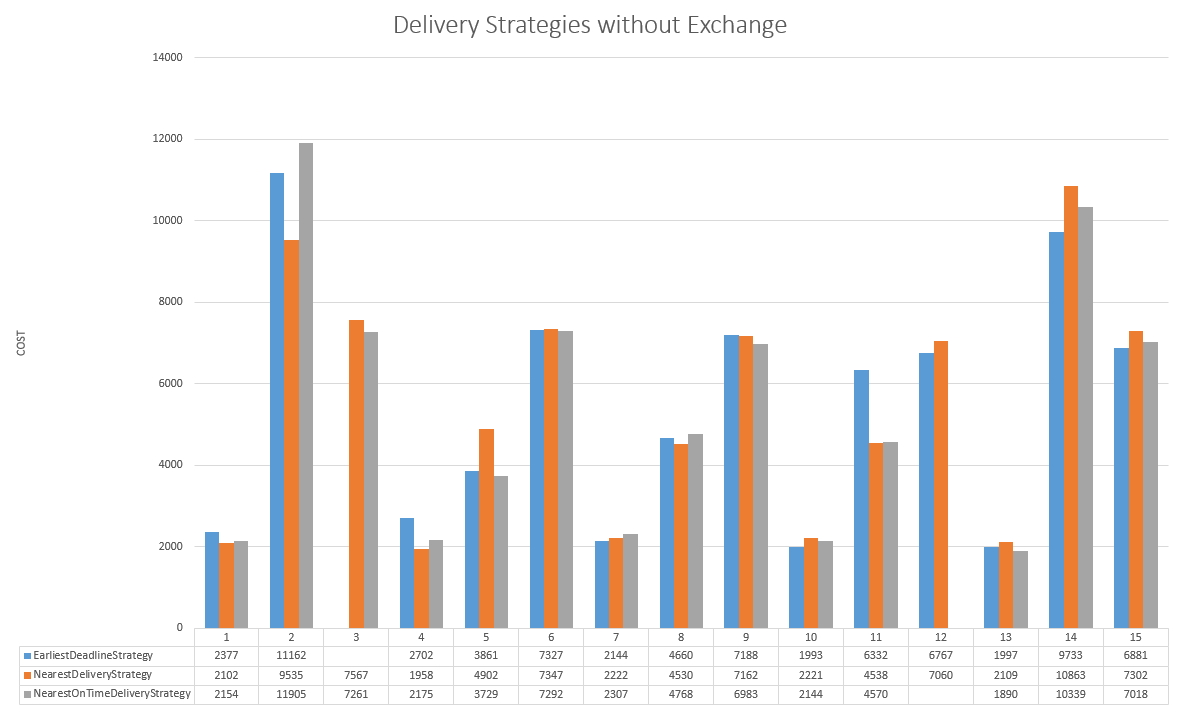 Delivery Strategies without Exchange
14000
12000
10000
8000
6000
4000
2000
0
COST
1 2 3 4 5 6 7 8 9 10 11 12 13 14 15
EarliestDeadlineStrategy 2377 11162 2702 3861 7327 2144 4660 7188 1993 6332 6767 1997 9733 6881
NearestDeliveryStrategy 2102 9535 7567 1958 4902 7347 2222 4530 7162 2221 4538 7060 2109 10863 7302
NearestOnTimeDeliveryStrategy 2154 11905 7261 2175 3729 7292 2307 4768 6983 2144 4570 1890 10339 7018